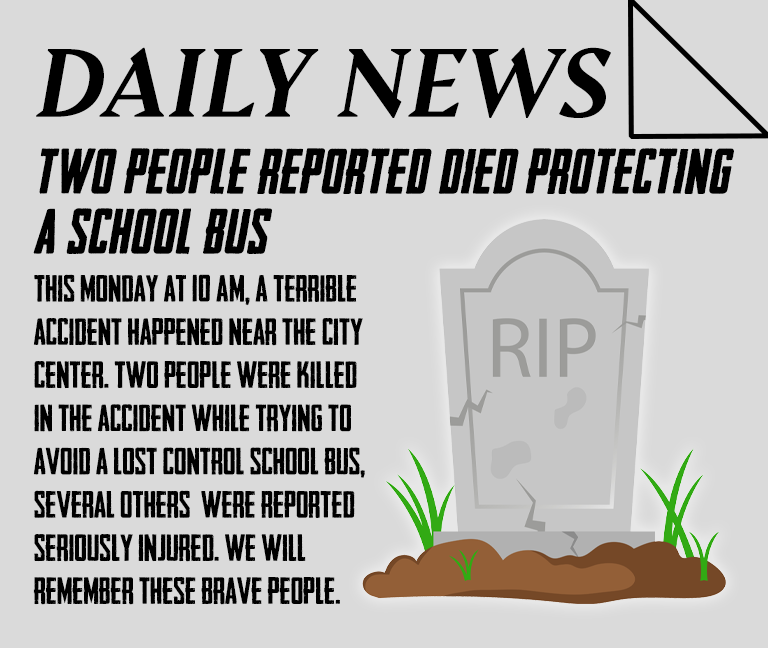 DAILY NEWS
TWO PEOPLE REPORTED DIED PROTECTING
A SCHOOL BUS
THIS MONDAY AT 10 AM, A TERRIBLE
ACCIDENT HAPPENED NEAR THE CITY
CENTER. TWO PEOPLE WERE KILLED
IN THE ACCIDENT WHILE TRYING TO
AVOID A LOST CONTROL SCHOOL BUS,
SEVERAL OTHERS WERE REPORTED
SERIOUSLY INJURED. WE WILL
REMEMBER THESE BRAVE PEOPLE.
RIP